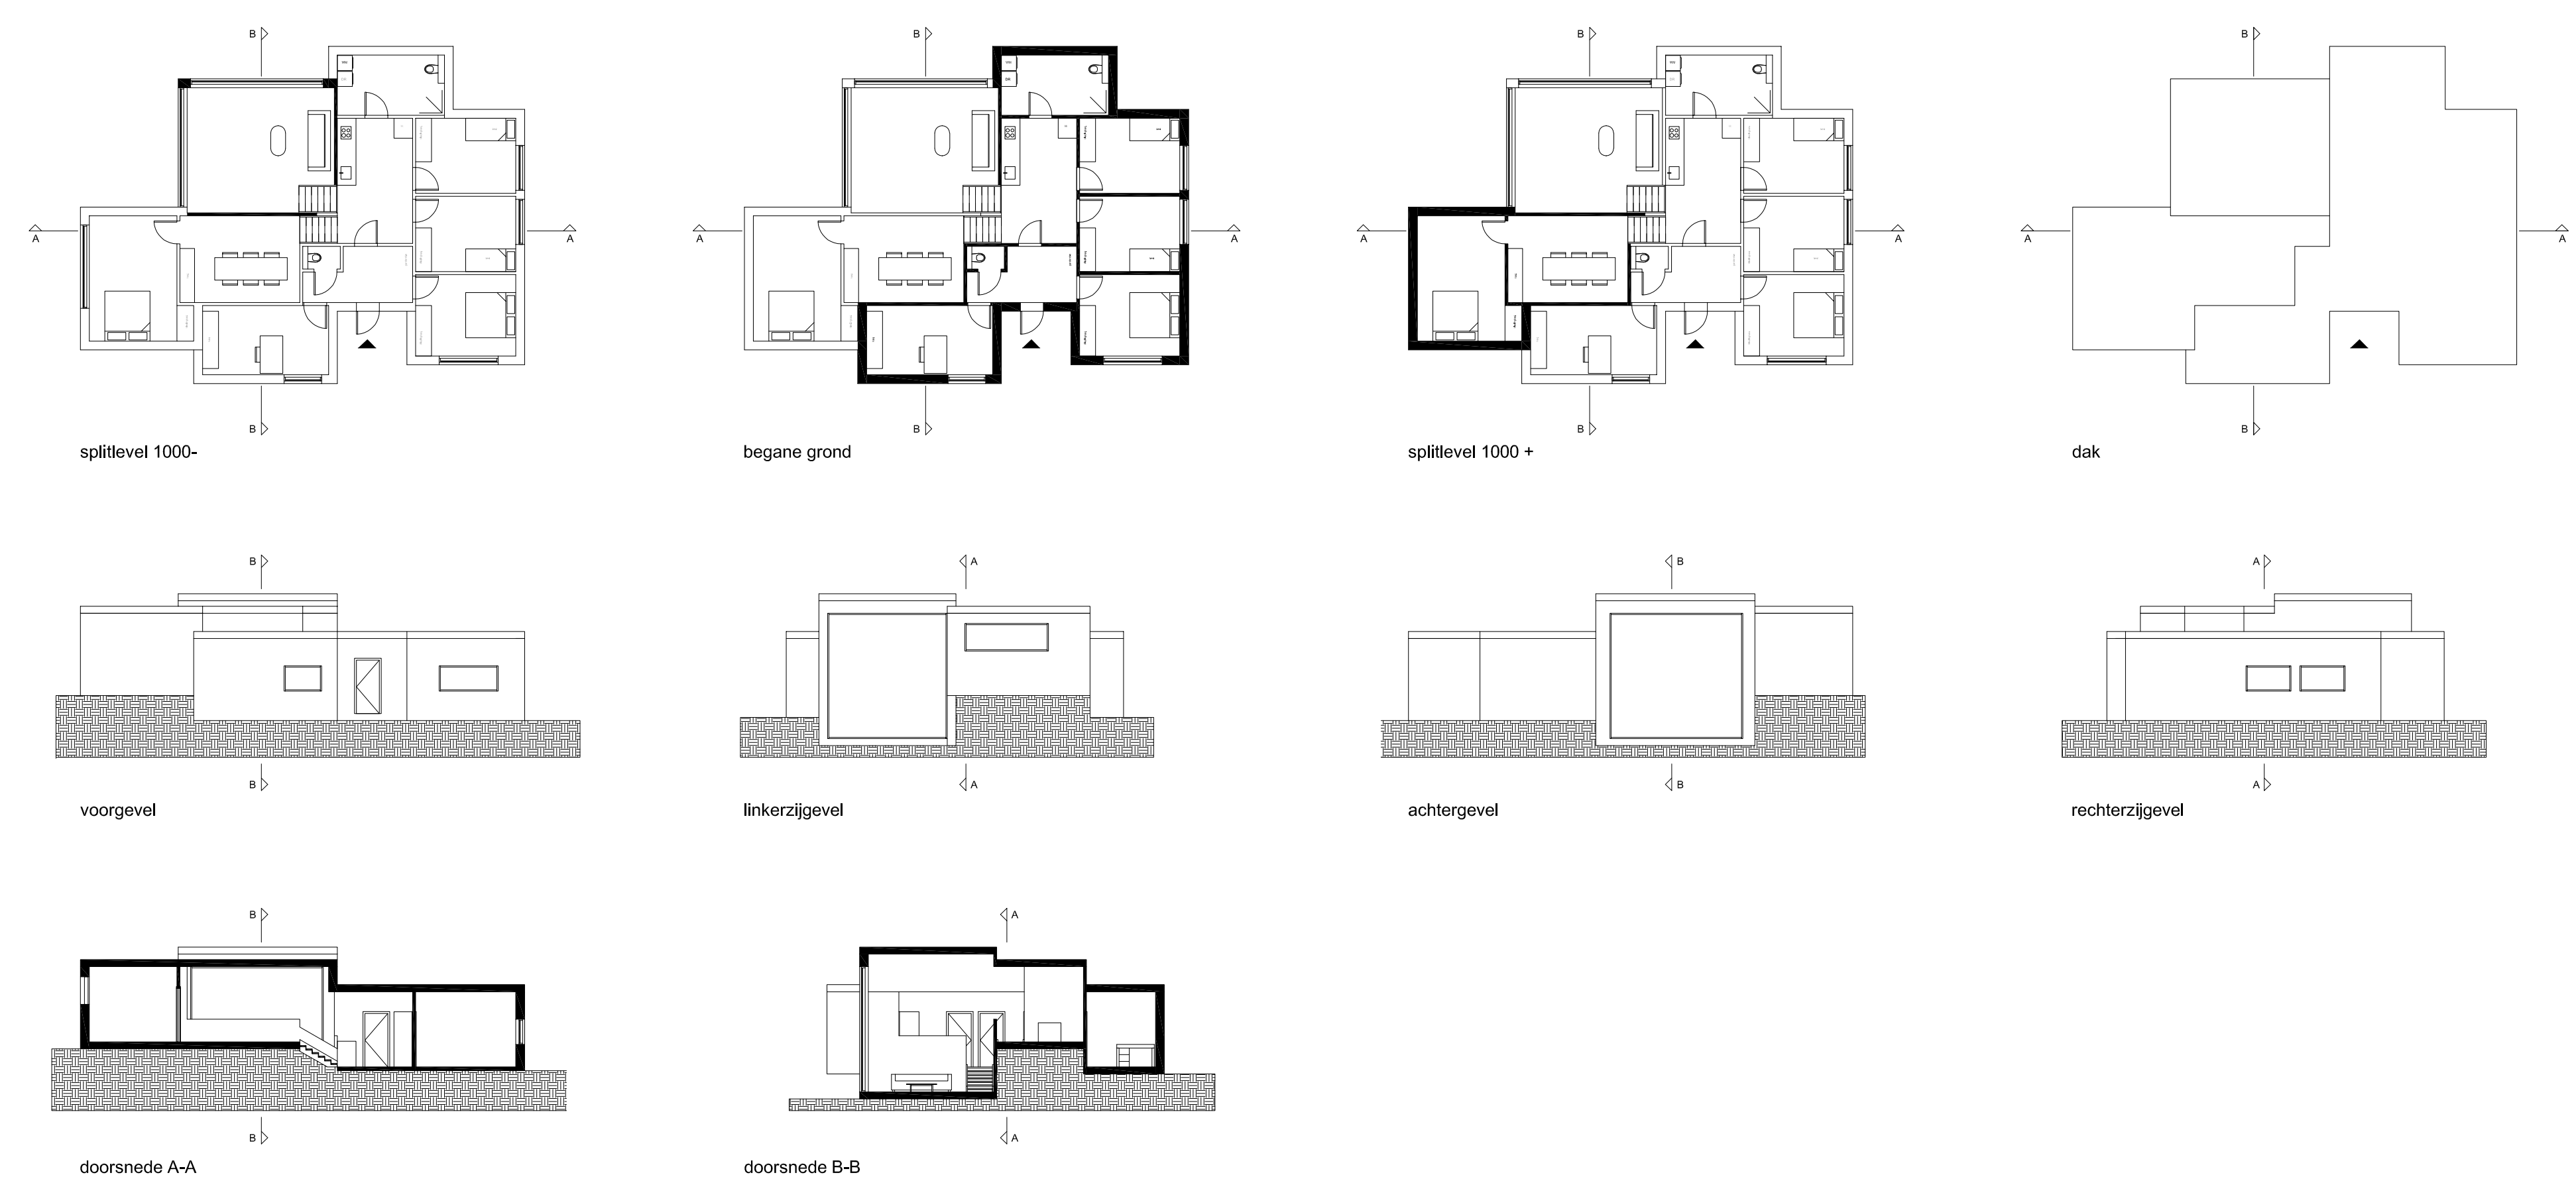 B
B
B
B
A
A
A
A
A
A
A
A
B
B
B
B
splitlevel 1000-
begane grond
splitlevel 1000 +
dak
B
A
B
A
B
A
B
A
voorgevel
linkerzijgevel
achtergevel
rechterzijgevel
B
A
B
A
doorsnede A-A
doorsnede B-B